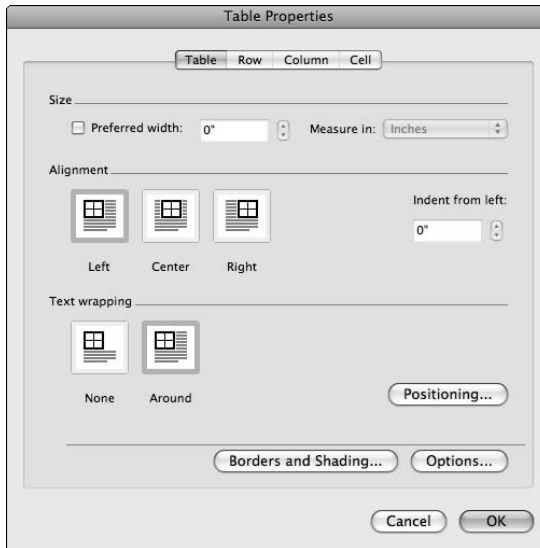 Table Properties
Table Row Column Cell
Size
Preferred width: 0" Measure in: Inches
Alignment
Indent from left:
0"
Left Center Right
Text wrapping
None Around
Positioning...
Borders and Shading... Options...
Cancel OK